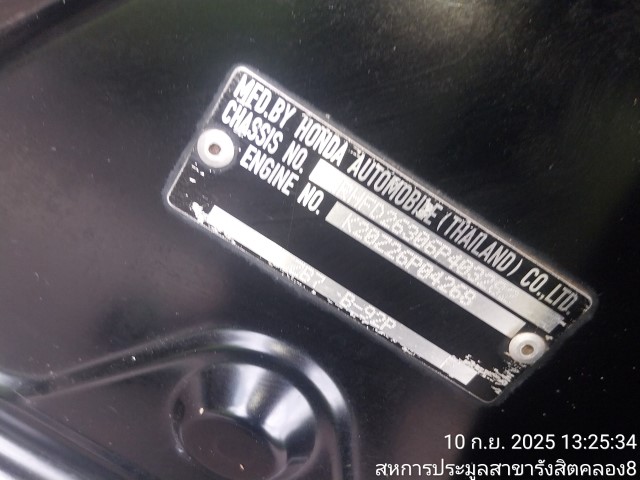 MFD.BY HONDA AUTOMOBILE (THAILAND) CO.,LTD.
CHASSIS NO.
ENGINE NO. K20Z26P04268
B-92P
10 ก.ย. 2025 13:25:34
สหการประมูลสาขารังสิตคลอง8